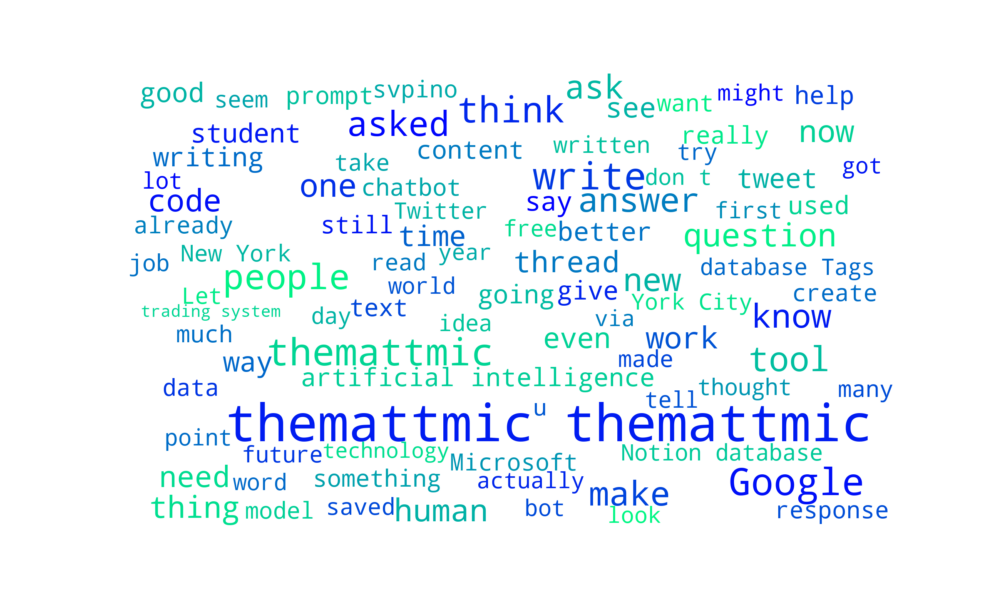 good seem prompt svpino ask see want might help
student asked think really now
writing take content written try got
lot code one chatbot write don t tweet
say answer first used
already still Twitter time free better question
job New York people read year thread new database Tags
Let world going give York City create
trading system day text idea via know
much way themattmic even work made tool
data artificial intelligence tell thought many
themattmic u themattmic
point future technology Microsoft Notion database
need word something actually make Google
thing model saved human bot look response